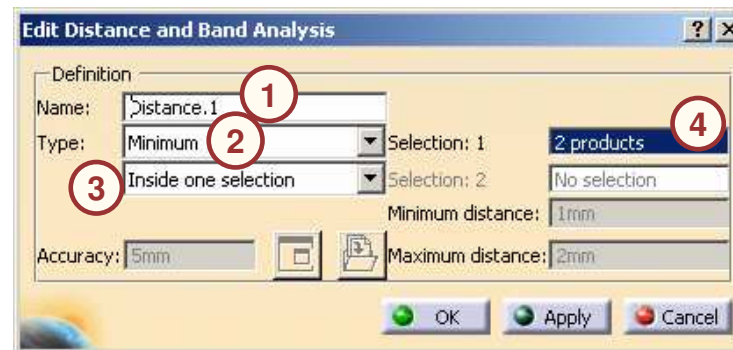 Edit Distance and Band Analysis ? X
Definition
Name: Distance.1 1
Type: Minimum 2 Selection: 1 2 products 4
3 Inside one selection Selection: 2 No selection
Minimum distance: 1mm
Accuracy: 5mm Maximum distance: 2mm
OK Apply Cancel